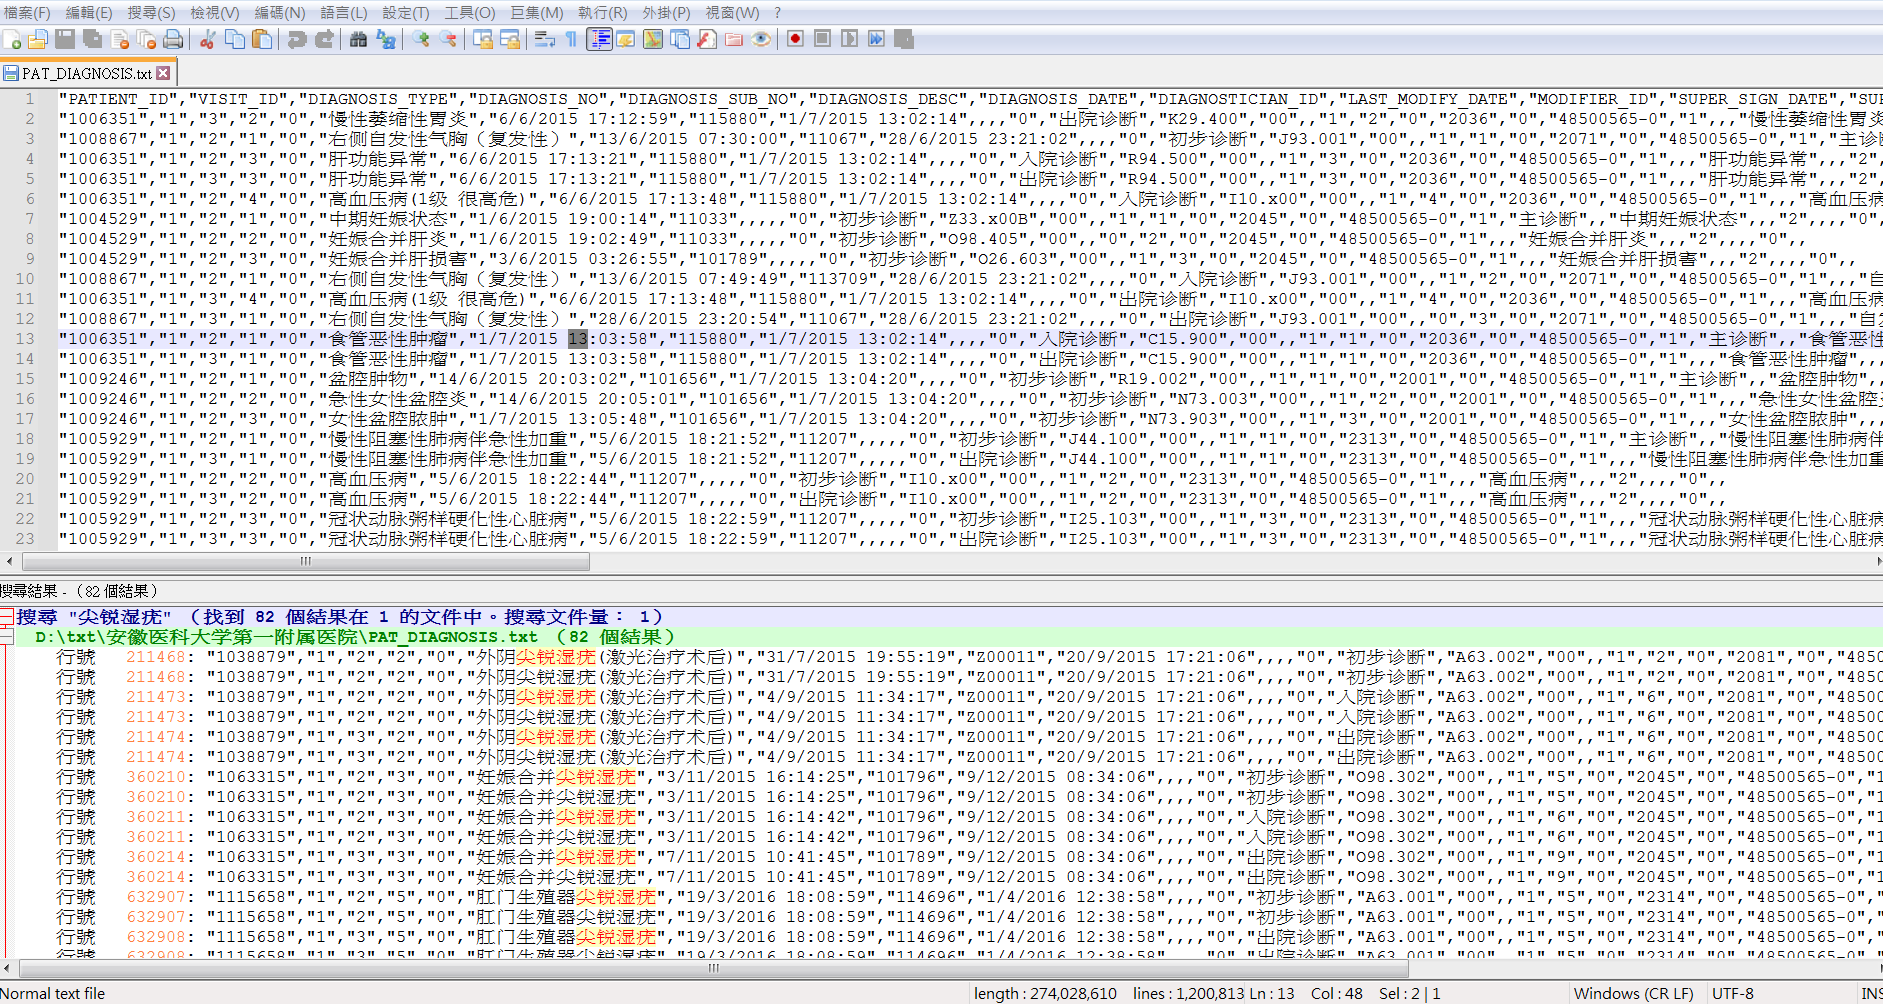 檔案(F) 編輯(E) 搜尋(S) 檢視(V) 編碼(N) 語言(L) 設定(T) 工具(O) 巨集(M) 執行(R) 外掛(P) 視窗(W) ?
PAT_DIAGNOSIS.txt
1 "PATIENT_ID","VISIT_ID","DIAGNOSIS_TYPE","DIAGNOSIS_NO","DIAGNOSIS_SUB_NO","DIAGNOSIS_DESC","DIAGNOSIS_DATE","DIAGNOSTICIAN_ID","LAST_MODIFY_DATE","MODIFIER_ID","SUPER_SIGN_DATE","SUP
2 "1006351","1","3","2","0","慢性萎缩性胃炎","6/6/2015 17:12:59","115880","1/7/2015 13:02:14",,,,"0","出院诊断","K29.400","00",,"1","2","0","2036","0","48500565-0","1",,,"慢性萎缩性胃炎
3 "1008867","1","2","1","0","右侧自发性气胸（复发性）","13/6/2015 07:30:00","11067","28/6/2015 23:21:02",,,,"0","初步诊断","J93.001","00",,"1","1","0","2071","0","48500565-0","1","主诊
4 "1006351","1","2","3","0","肝功能异常","6/6/2015 17:13:21","115880","1/7/2015 13:02:14",,,,"0","入院诊断","R94.500","00",,"1","3","0","2036","0","48500565-0","1",,,"肝功能异常",,,"2",
5 "1006351","1","3","3","0","肝功能异常","6/6/2015 17:13:21","115880","1/7/2015 13:02:14",,,,"0","出院诊断","R94.500","00",,"1","3","0","2036","0","48500565-0","1",,,"肝功能异常",,,"2",
6 "1006351","1","2","4","0","高血压病(1级 很高危)","6/6/2015 17:13:48","115880","1/7/2015 13:02:14",,,,"0","入院诊断","I10.x00","00",,"1","4","0","2036","0","48500565-0","1",,,"高血压病
7 "1004529","1","2","1","0","中期妊娠状态","1/6/2015 19:00:14","11033",,,,,"0","初步诊断","Z33.x00B","00",,"1","1","0","2045","0","48500565-0","1","主诊断",,"中期妊娠状态",,,"2",,,,"0",
8 "1004529","1","2","2","0","妊娠合并肝炎","1/6/2015 19:02:49","11033",,,,,"0","初步诊断","O98.405","00",,"0","2","0","2045","0","48500565-0","1",,,"妊娠合并肝炎",,,"2",,,,"0",,
9 "1004529","1","2","3","0","妊娠合并肝损害","3/6/2015 03:26:55","101789",,,,,"0","初步诊断","O26.603","00",,"1","3","0","2045","0","48500565-0","1",,,"妊娠合并肝损害",,,"2",,,,"0",,
10 "1008867","1","2","1","0","右侧自发性气胸（复发性）","13/6/2015 07:49:49","113709","28/6/2015 23:21:02",,,,"0","入院诊断","J93.001","00",,"1","2","0","2071","0","48500565-0","1",,,"自
11 "1006351","1","3","4","0","高血压病(1级 很高危)","6/6/2015 17:13:48","115880","1/7/2015 13:02:14",,,,"0","出院诊断","I10.x00","00",,"1","4","0","2036","0","48500565-0","1",,,"高血压病
12 "1008867","1","3","1","0","右侧自发性气胸（复发性）","28/6/2015 23:20:54","11067","28/6/2015 23:21:02",,,,"0","出院诊断","J93.001","00",,"0","3","0","2071","0","48500565-0","1",,,"自发
13 "1006351","1","2","1","0","食管恶性肿瘤","1/7/2015 13:03:58","115880","1/7/2015 13:02:14",,,,"0","入院诊断","C15.900","00",,"1","1","0","2036","0","48500565-0","1","主诊断",,"食管恶性
14 "1006351","1","3","1","0","食管恶性肿瘤","1/7/2015 13:03:58","115880","1/7/2015 13:02:14",,,,"0","出院诊断","C15.900","00",,"1","1","0","2036","0","48500565-0","1",,,"食管恶性肿瘤",,,
15 "1009246","1","2","1","0","盆腔肿物","14/6/2015 20:03:02","101656","1/7/2015 13:04:20",,,,"0","初步诊断","R19.002","00",,"1","1","0","2001","0","48500565-0","1","主诊断",,"盆腔肿物",,
16 "1009246","1","2","2","0","急性女性盆腔炎","14/6/2015 20:05:01","101656","1/7/2015 13:04:20",,,,"0","初步诊断","N73.003","00",,"1","2","0","2001","0","48500565-0","1",,,"急性女性盆腔
17 "1009246","1","2","3","0","女性盆腔脓肿","1/7/2015 13:05:48","101656","1/7/2015 13:04:20",,,,"0","初步诊断","N73.903","00",,"1","3","0","2001","0","48500565-0","1",,,"女性盆腔脓肿",,,
18 "1005929","1","2","1","0","慢性阻塞性肺病伴急性加重","5/6/2015 18:21:52","11207",,,,,"0","初步诊断","J44.100","00",,"1","1","0","2313","0","48500565-0","1","主诊断",,"慢性阻塞性肺病伴
19 "1005929","1","3","1","0","慢性阻塞性肺病伴急性加重","5/6/2015 18:21:52","11207",,,,,"0","出院诊断","J44.100","00",,"1","1","0","2313","0","48500565-0","1",,,"慢性阻塞性肺病伴急性加重
20 "1005929","1","2","2","0","高血压病","5/6/2015 18:22:44","11207",,,,,"0","初步诊断","I10.x00","00",,"1","2","0","2313","0","48500565-0","1",,,"高血压病",,,"2",,,,"0",,
21 "1005929","1","3","2","0","高血压病","5/6/2015 18:22:44","11207",,,,,"0","出院诊断","I10.x00","00",,"1","2","0","2313","0","48500565-0","1",,,"高血压病",,,"2",,,,"0",,
22 "1005929","1","2","3","0","冠状动脉粥样硬化性心脏病","5/6/2015 18:22:59","11207",,,,,"0","初步诊断","I25.103","00",,"1","3","0","2313","0","48500565-0","1",,,"冠状动脉粥样硬化性心脏病
23 "1005929","1","3","3","0","冠状动脉粥样硬化性心脏病","5/6/2015 18:22:59","11207",,,,,"0","出院诊断","I25.103","00",,"1","3","0","2313","0","48500565-0","1",,,"冠状动脉粥样硬化性心脏病
搜尋結果 - （82 個結果）
搜尋 "尖锐湿疣" （找到 82 個結果在 1 的文件中。搜尋文件量： 1）
D:\txt\安徽医科大学第一附属医院\PAT_DIAGNOSIS.txt （82 個結果）
行號 211468: "1038879","1","2","2","0","外阴尖锐湿疣(激光治疗术后)","31/7/2015 19:55:19","Z00011","20/9/2015 17:21:06",,,,"0","初步诊断","A63.002","00",,"1","2","0","2081","0","485
行號 211468: "1038879","1","2","2","0","外阴尖锐湿疣(激光治疗术后)","31/7/2015 19:55:19","Z00011","20/9/2015 17:21:06",,,,"0","初步诊断","A63.002","00",,"1","2","0","2081","0","485
行號 211473: "1038879","1","2","2","0","外阴尖锐湿疣(激光治疗术后)","4/9/2015 11:34:17","Z00011","20/9/2015 17:21:06",,,,"0","入院诊断","A63.002","00",,"1","6","0","2081","0","4850
行號 211473: "1038879","1","2","2","0","外阴尖锐湿疣(激光治疗术后)","4/9/2015 11:34:17","Z00011","20/9/2015 17:21:06",,,,"0","入院诊断","A63.002","00",,"1","6","0","2081","0","4850
行號 211474: "1038879","1","3","2","0","外阴尖锐湿疣(激光治疗术后)","4/9/2015 11:34:17","Z00011","20/9/2015 17:21:06",,,,"0","出院诊断","A63.002","00",,"1","6","0","2081","0","4850
行號 211474: "1038879","1","3","2","0","外阴尖锐湿疣(激光治疗术后)","4/9/2015 11:34:17","Z00011","20/9/2015 17:21:06",,,,"0","出院诊断","A63.002","00",,"1","6","0","2081","0","4850
行號 360210: "1063315","1","2","3","0","妊娠合并尖锐湿疣","3/11/2015 16:14:25","101796","9/12/2015 08:34:06",,,,"0","初步诊断","O98.302","00",,"1","5","0","2045","0","48500565-0","1
行號 360210: "1063315","1","2","3","0","妊娠合并尖锐湿疣","3/11/2015 16:14:25","101796","9/12/2015 08:34:06",,,,"0","初步诊断","O98.302","00",,"1","5","0","2045","0","48500565-0","1
行號 360211: "1063315","1","2","3","0","妊娠合并尖锐湿疣","3/11/2015 16:14:42","101796","9/12/2015 08:34:06",,,,"0","入院诊断","O98.302","00",,"1","6","0","2045","0","48500565-0","1
行號 360211: "1063315","1","2","3","0","妊娠合并尖锐湿疣","3/11/2015 16:14:42","101796","9/12/2015 08:34:06",,,,"0","入院诊断","O98.302","00",,"1","6","0","2045","0","48500565-0","1
行號 360214: "1063315","1","3","3","0","妊娠合并尖锐湿疣","7/11/2015 10:41:45","101789","9/12/2015 08:34:06",,,,"0","出院诊断","O98.302","00",,"1","9","0","2045","0","48500565-0","1
行號 360214: "1063315","1","3","3","0","妊娠合并尖锐湿疣","7/11/2015 10:41:45","101789","9/12/2015 08:34:06",,,,"0","出院诊断","O98.302","00",,"1","9","0","2045","0","48500565-0","1
行號 632907: "1115658","1","2","5","0","肛门生殖器尖锐湿疣","19/3/2016 18:08:59","114696","1/4/2016 12:38:58",,,,"0","初步诊断","A63.001","00",,"1","5","0","2314","0","48500565-0","
行號 632907: "1115658","1","2","5","0","肛门生殖器尖锐湿疣","19/3/2016 18:08:59","114696","1/4/2016 12:38:58",,,,"0","初步诊断","A63.001","00",,"1","5","0","2314","0","48500565-0","
行號 632908: "1115658","1","3","5","0","肛门生殖器尖锐湿疣","19/3/2016 18:08:59","114696","1/4/2016 12:38:58",,,,"0","出院诊断","A63.001","00",,"1","5","0","2314","0","48500565-0","
行號 632908: "1115658","1","3","5","0","肛门生殖器尖锐湿疣","19/3/2016 18:08:59","114696","1/4/2016 12:38:58",,,,"0","出院诊断","A63.001","00",,"1","5","0","2314","0","48500565-0","
Normal text file length : 274,028,610 lines : 1,200,813 Ln : 13 Col : 48 Sel : 2 | 1 Windows (CR LF) UTF-8 INS